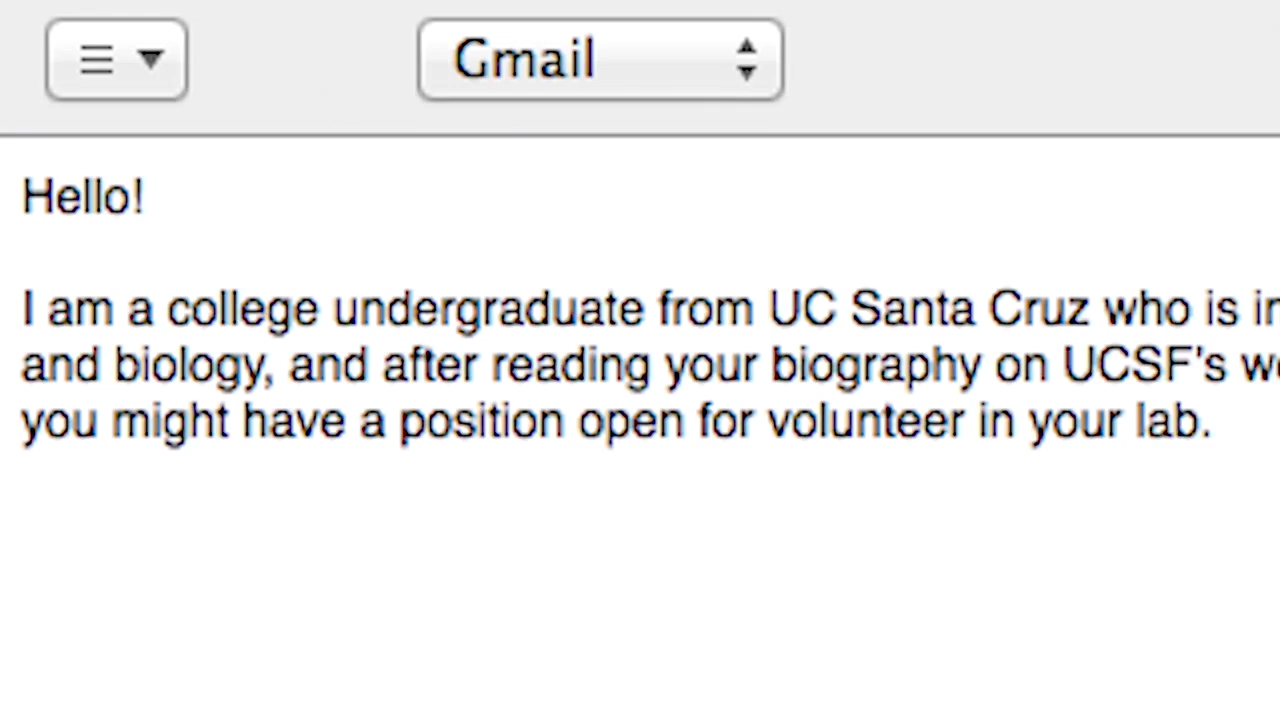 Gmail
Hello!
I am a college undergraduate from UC Santa Cruz who is
and biology, and after reading your biography on UCSF's
you might have a position open for volunteer in your lab.